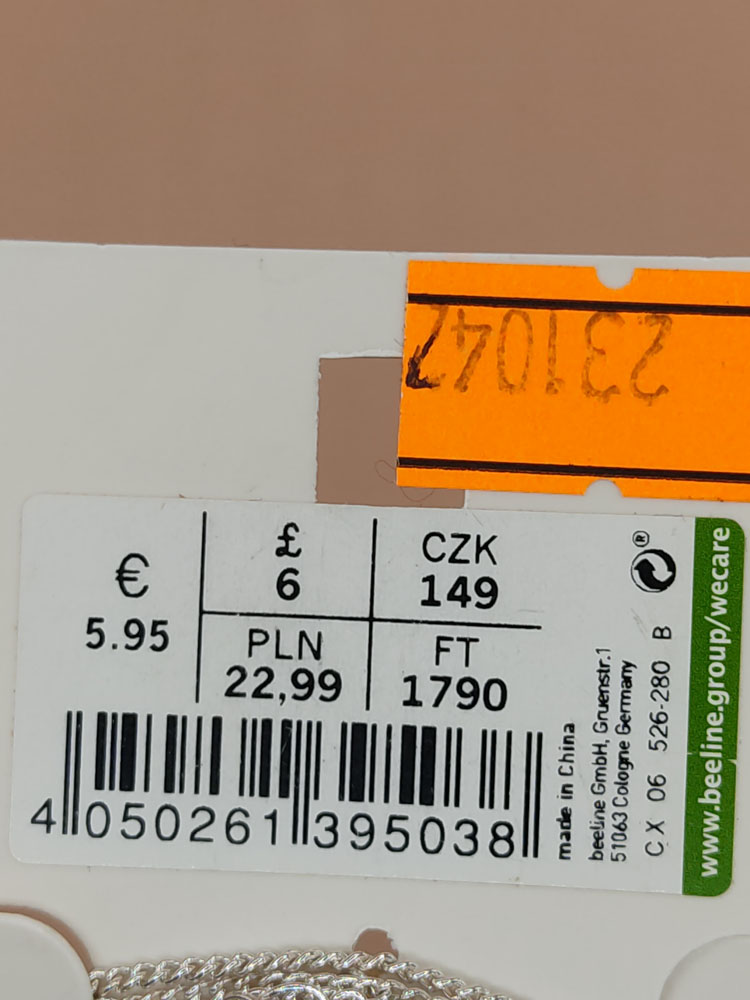 €
5.95
£
6
CZK
149
PLN
22,99
FT
1790
4 050261 395038
made in China
beeline GmbH, Gruenstr.1
51063 Cologne Germany
CX 06 526-280 B
®
www.beeline.group/wecare